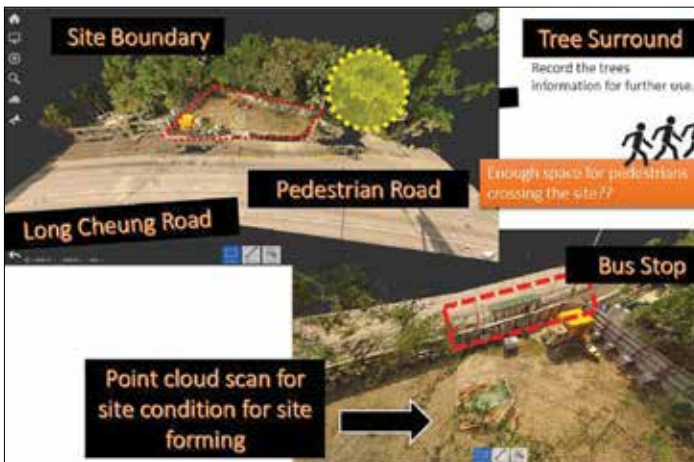 Site Boundary
Tree Surround
Record the trees
information for further use.
Enough space for pedestrians
crossing the site??
Pedestrian Road
Long Cheung Road
Bus Stop
Point cloud scan for
site condition for site
forming